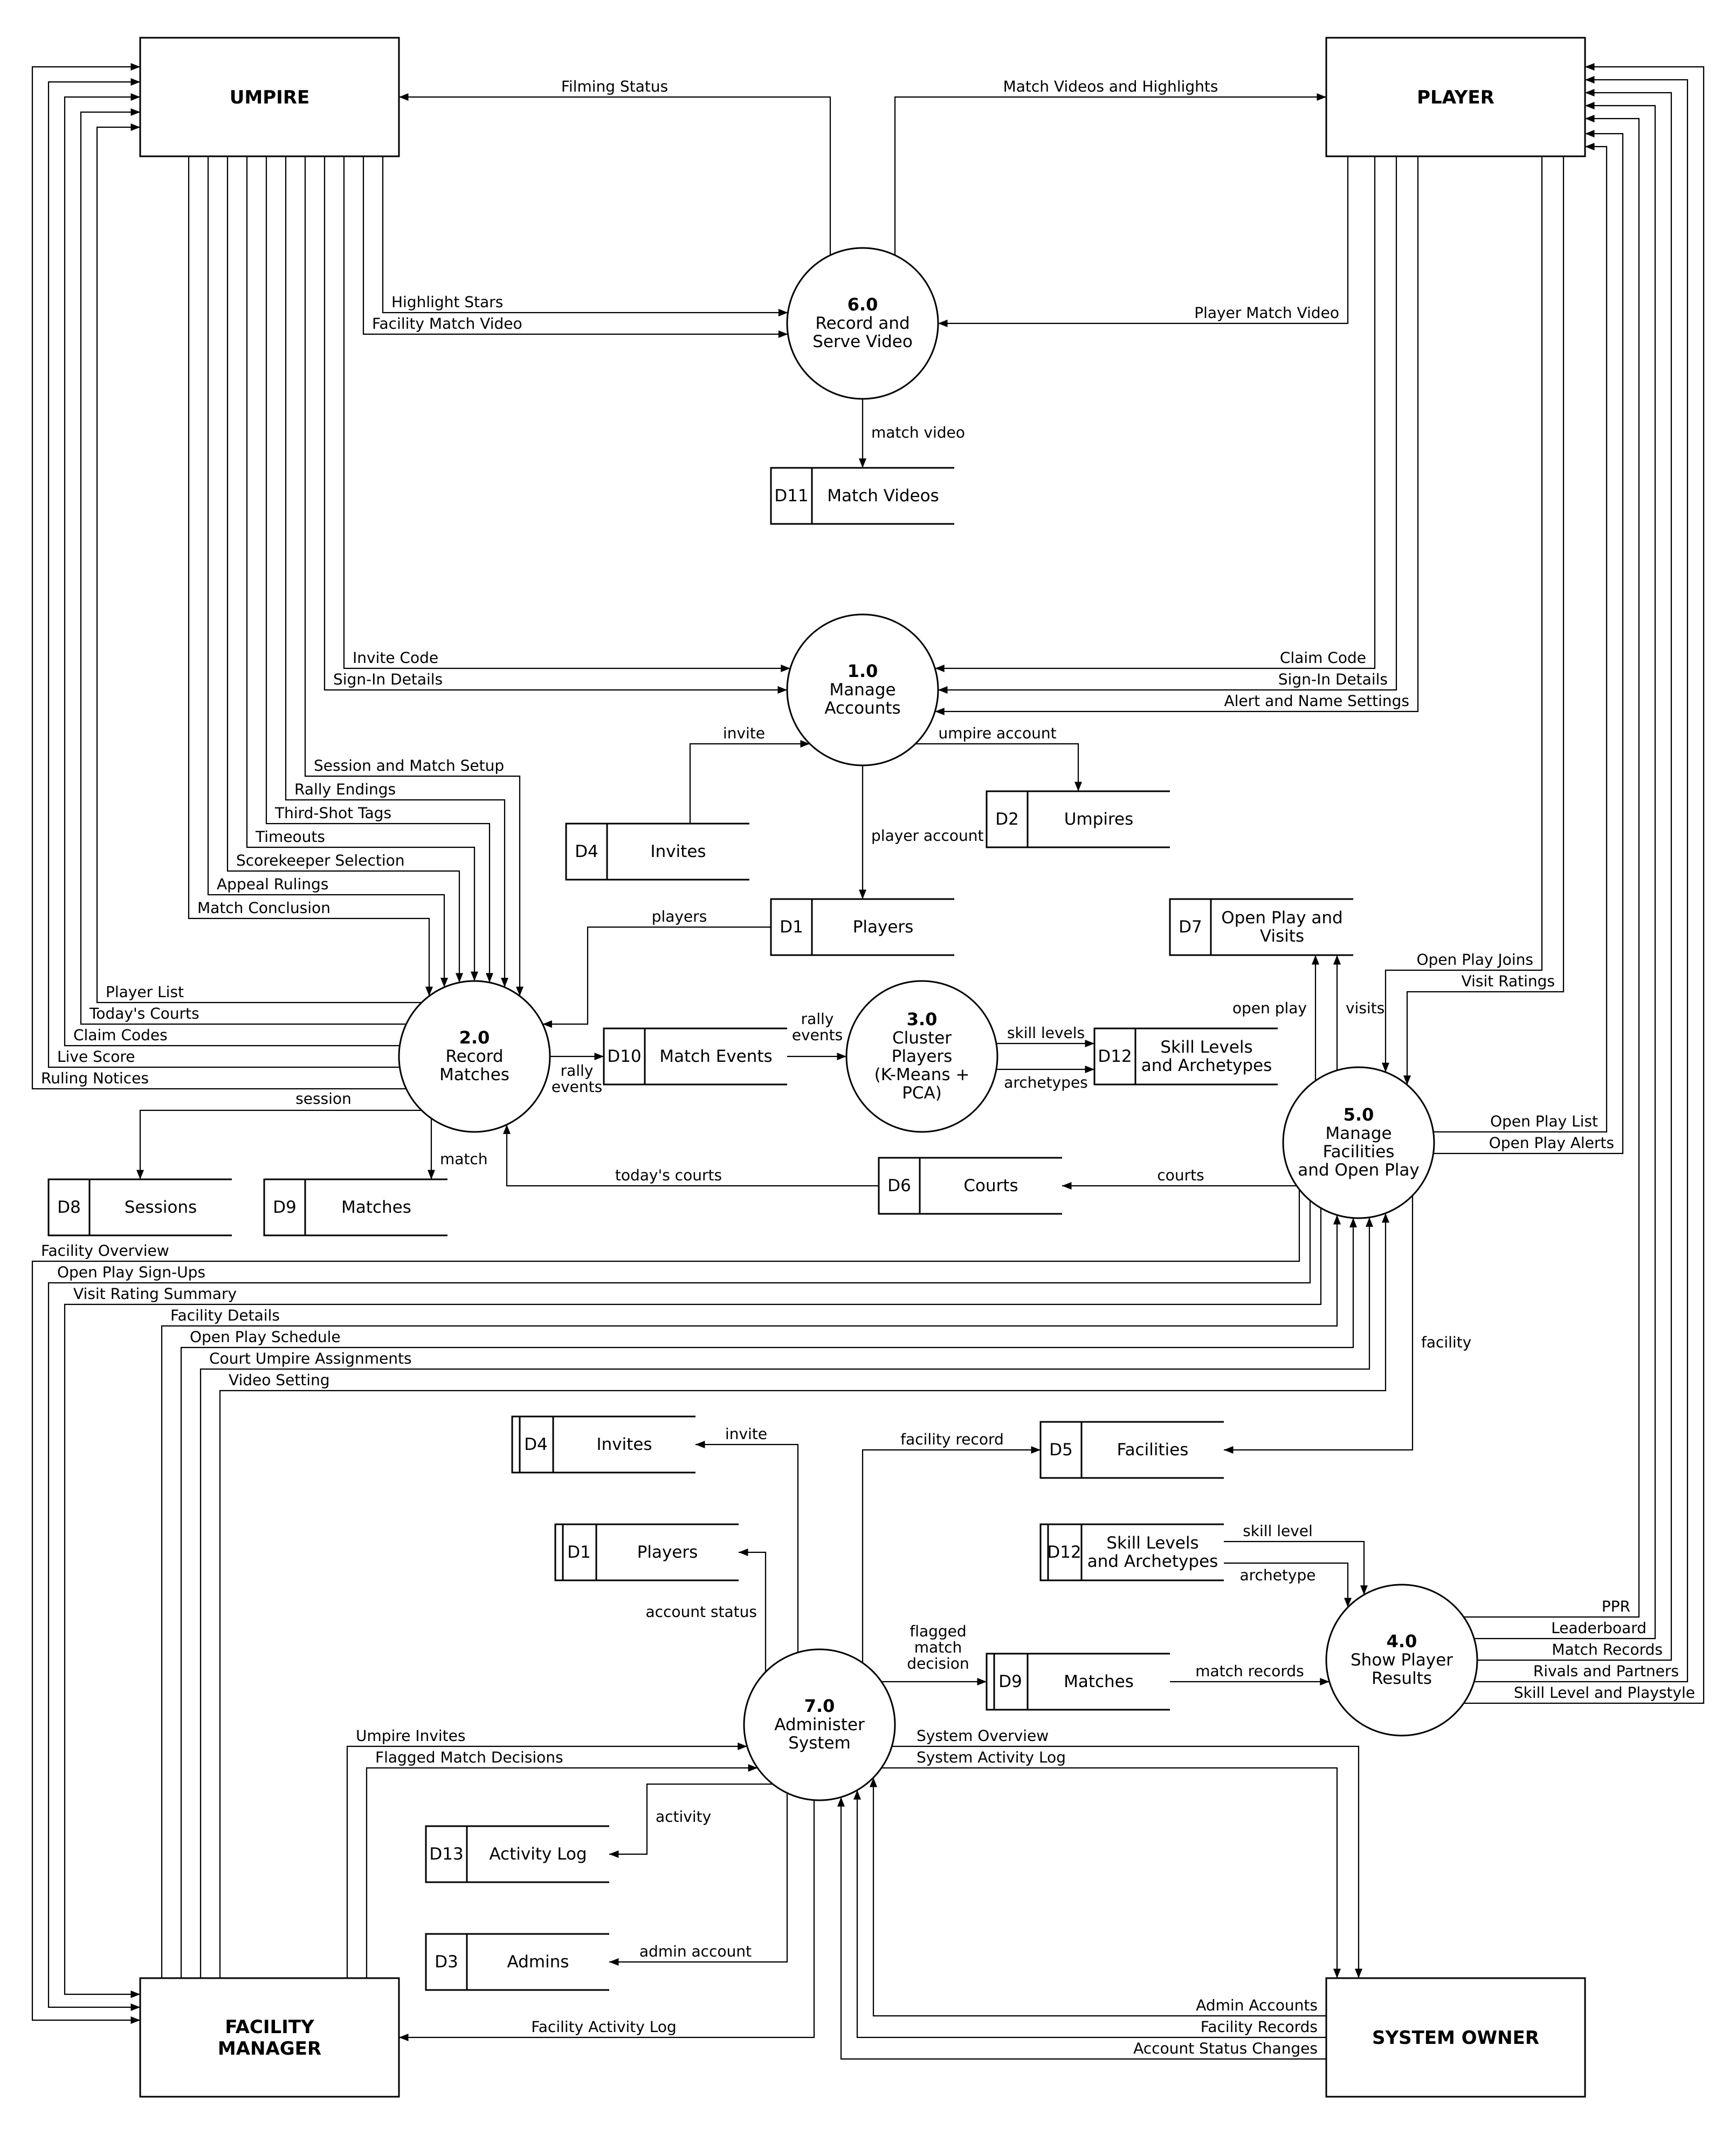 UMPIRE
PLAYER
Filming Status
Match Videos and Highlights
6.0
Record and
Serve Video
Highlight Stars
Facility Match Video
Player Match Video
match video
D11
Match Videos
1.0
Manage
Accounts
Invite Code
Sign-In Details
Claim Code
Sign-In Details
Alert and Name Settings
invite
umpire account
D2
Umpires
D4
Invites
player account
Session and Match Setup
Rally Endings
Third-Shot Tags
Timeouts
Scorekeeper Selection
Appeal Rulings
Match Conclusion
players
D1
Players
D7
Open Play and
Visits
Open Play Joins
Visit Ratings
open play
visits
Player List
Today's Courts
Claim Codes
Live Score
Ruling Notices
2.0
Record
Matches
rally
events
D10
Match Events
rally
events
3.0
Cluster
Players
(K-Means +
PCA)
skill levels
archetypes
D12
Skill Levels
and Archetypes
5.0
Manage
Facilities
and Open Play
Open Play List
Open Play Alerts
session
match
D8
Sessions
D9
Matches
today's courts
D6
Courts
courts
Facility Overview
Open Play Sign-Ups
Visit Rating Summary
Facility Details
Open Play Schedule
Court Umpire Assignments
Video Setting
facility
D4
Invites
invite
facility record
D5
Facilities
D1
Players
account status
D12
Skill Levels
and Archetypes
skill level
archetype
flagged
match
decision
D9
Matches
match records
4.0
Show Player
Results
PPR
Leaderboard
Match Records
Rivals and Partners
Skill Level and Playstyle
7.0
Administer
System
Umpire Invites
Flagged Match Decisions
System Overview
System Activity Log
activity
D13
Activity Log
D3
Admins
admin account
FACILITY
MANAGER
Facility Activity Log
Admin Accounts
Facility Records
Account Status Changes
SYSTEM OWNER